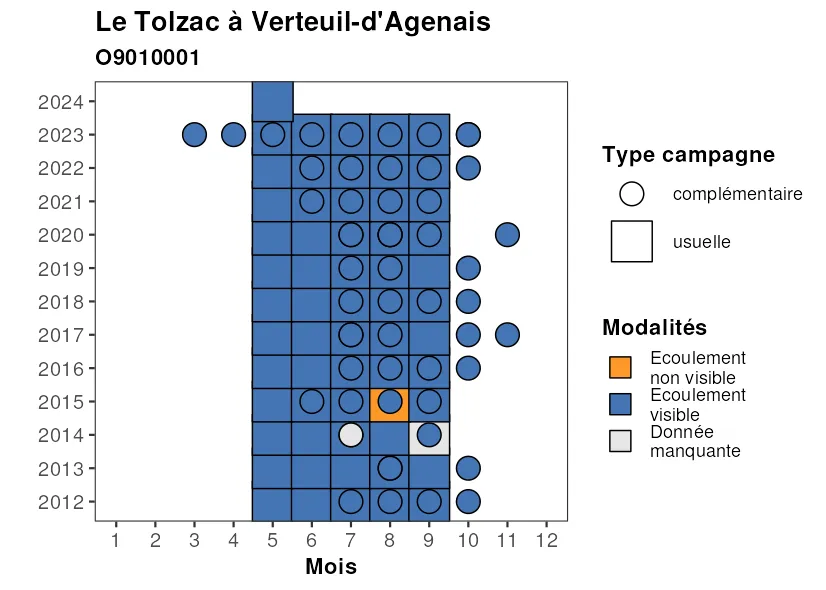 Le Tolzac à Verteuil-d'Agenais
O9010001
2024
2023
2022
2021
2020
2019
2018
2017
2016
2015
2014
2013
2012
1 2 3 4 5 6 7 8 9 10 11 12
Mois
Type campagne
complémentaire
usuelle
Modalités
Ecoulement
non visible
Ecoulement
visible
Donnée
manquante